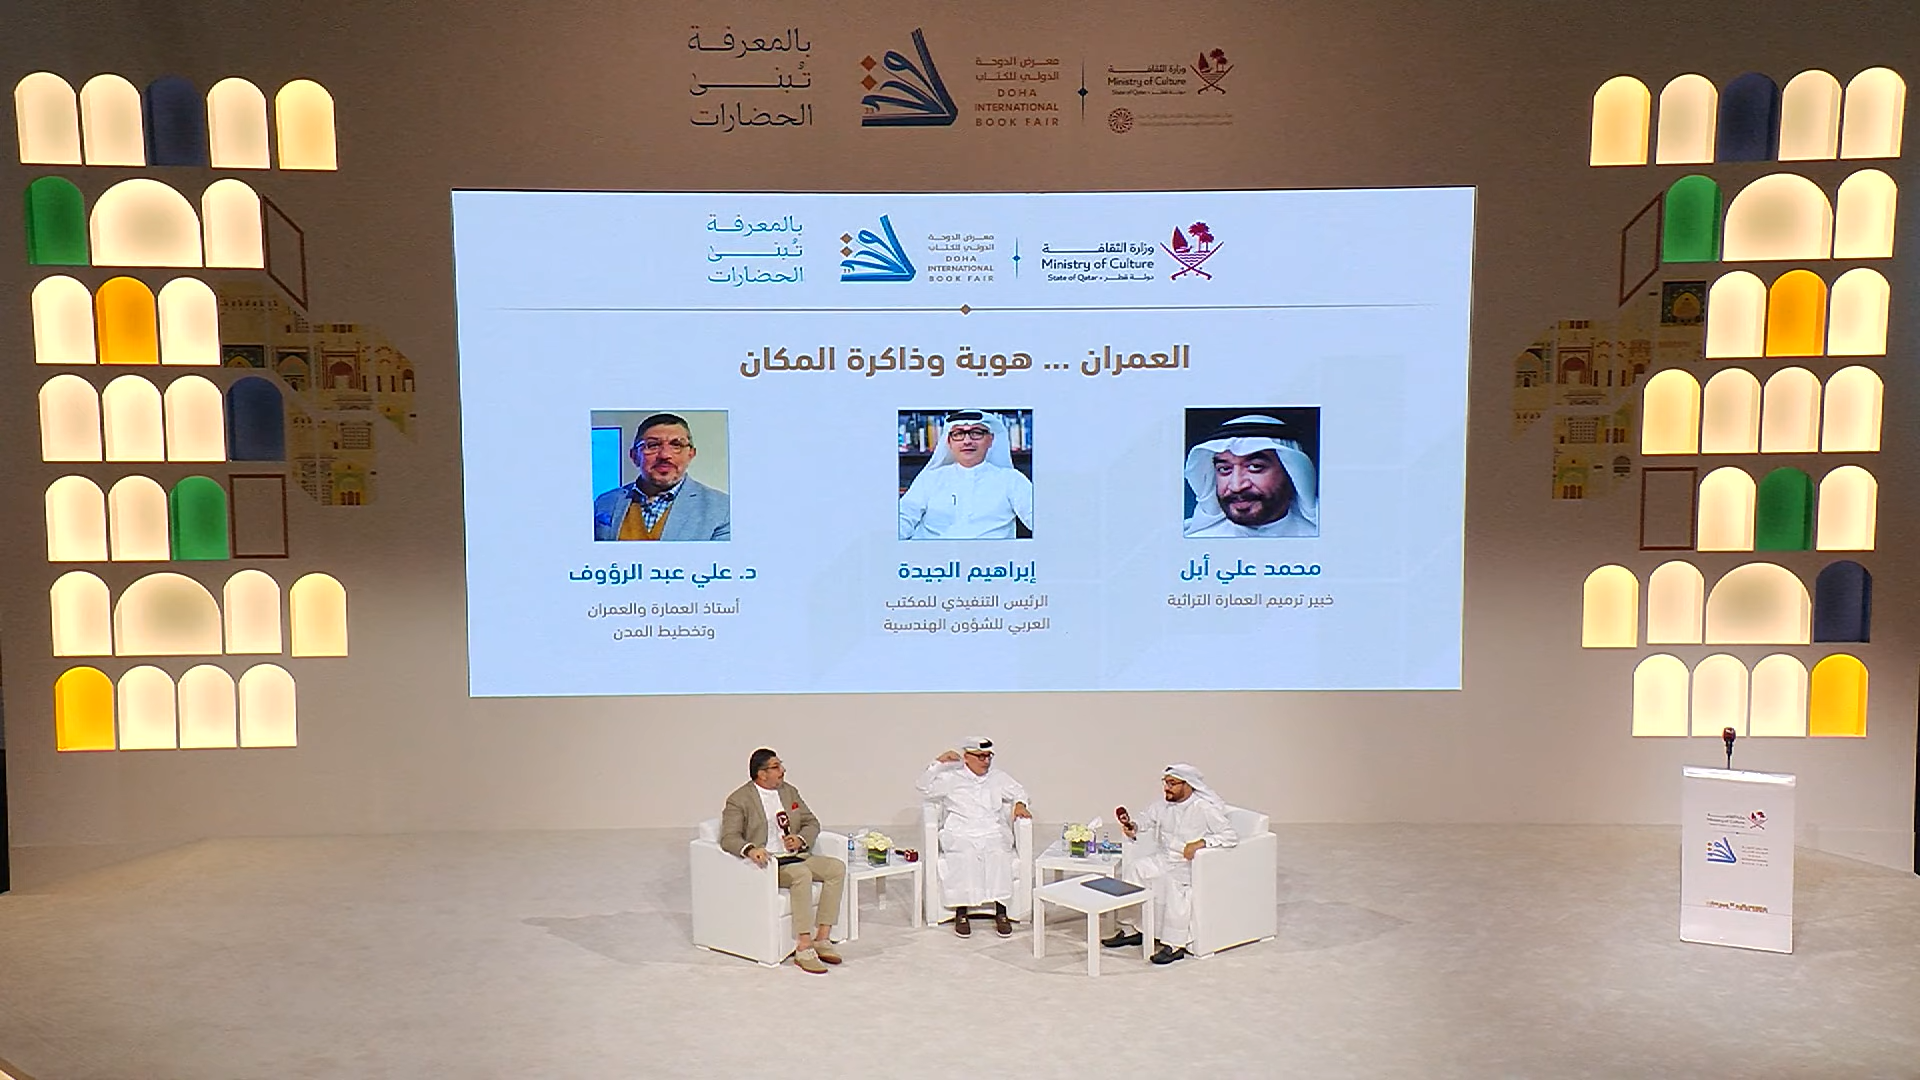 بالمعرفة
تُبنى
الحضارات
معرض الدوحة
الدولي للكتاب
DOHA
INTERNATIONAL
BOOK FAIR
وزارة الثقافة
Ministry of Culture
State of Qatar • دولة قطر
بالمعرفة
تُبنى
الحضارات
معرض الدوحة
الدولي للكتاب
DOHA
INTERNATIONAL
BOOK FAIR
وزارة الثقافة
Ministry of Culture
State of Qatar • دولة قطر
العمران ... هوية وذاكرة المكان
محمد علي أبل
خبير ترميم العمارة التراثية
إبراهيم الجيدة
الرئيس التنفيذي للمكتب
العربي للشؤون الهندسية
د. علي عبد الرؤوف
أستاذ العمارة والعمران
وتخطيط المدن